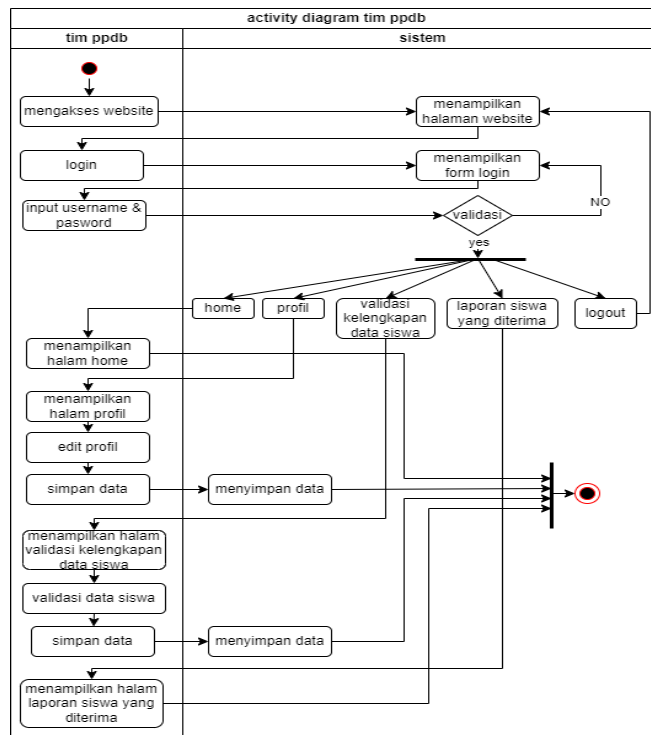 activity diagram tim ppdb
tim ppdb
sistem
mengakses website
menampilkan
halaman website
login
menampilkan
form login
input username &
pasword
validasi
NO
yes
home
profil
validasi
kelengkapan
data siswa
laporan siswa
yang diterima
logout
menampilkan
halam home
menampilkan
halam profil
edit profil
simpan data
menyimpan data
menampilkan halam
validasi kelengkapan
data siswa
validasi data siswa
simpan data
menyimpan data
menampilkan halam
laporan siswa yang
diterima